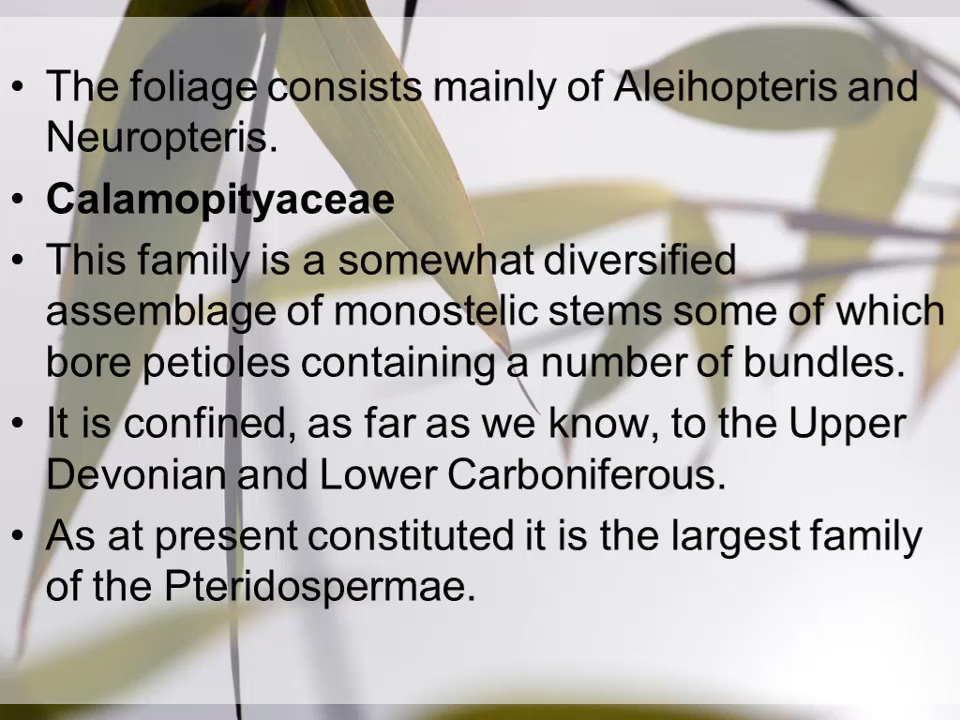 • The foliage consists mainly of Aleihopteris and
Neuropteris.
• Calamopityaceae
• This family is a somewhat diversified
assemblage of monostelic stems some of which
bore petioles containing a number of bundles.
• It is confined, as far as we know, to the Upper
Devonian and Lower Carboniferous.
• As at present constituted it is the largest family
of the Pteridospermae.